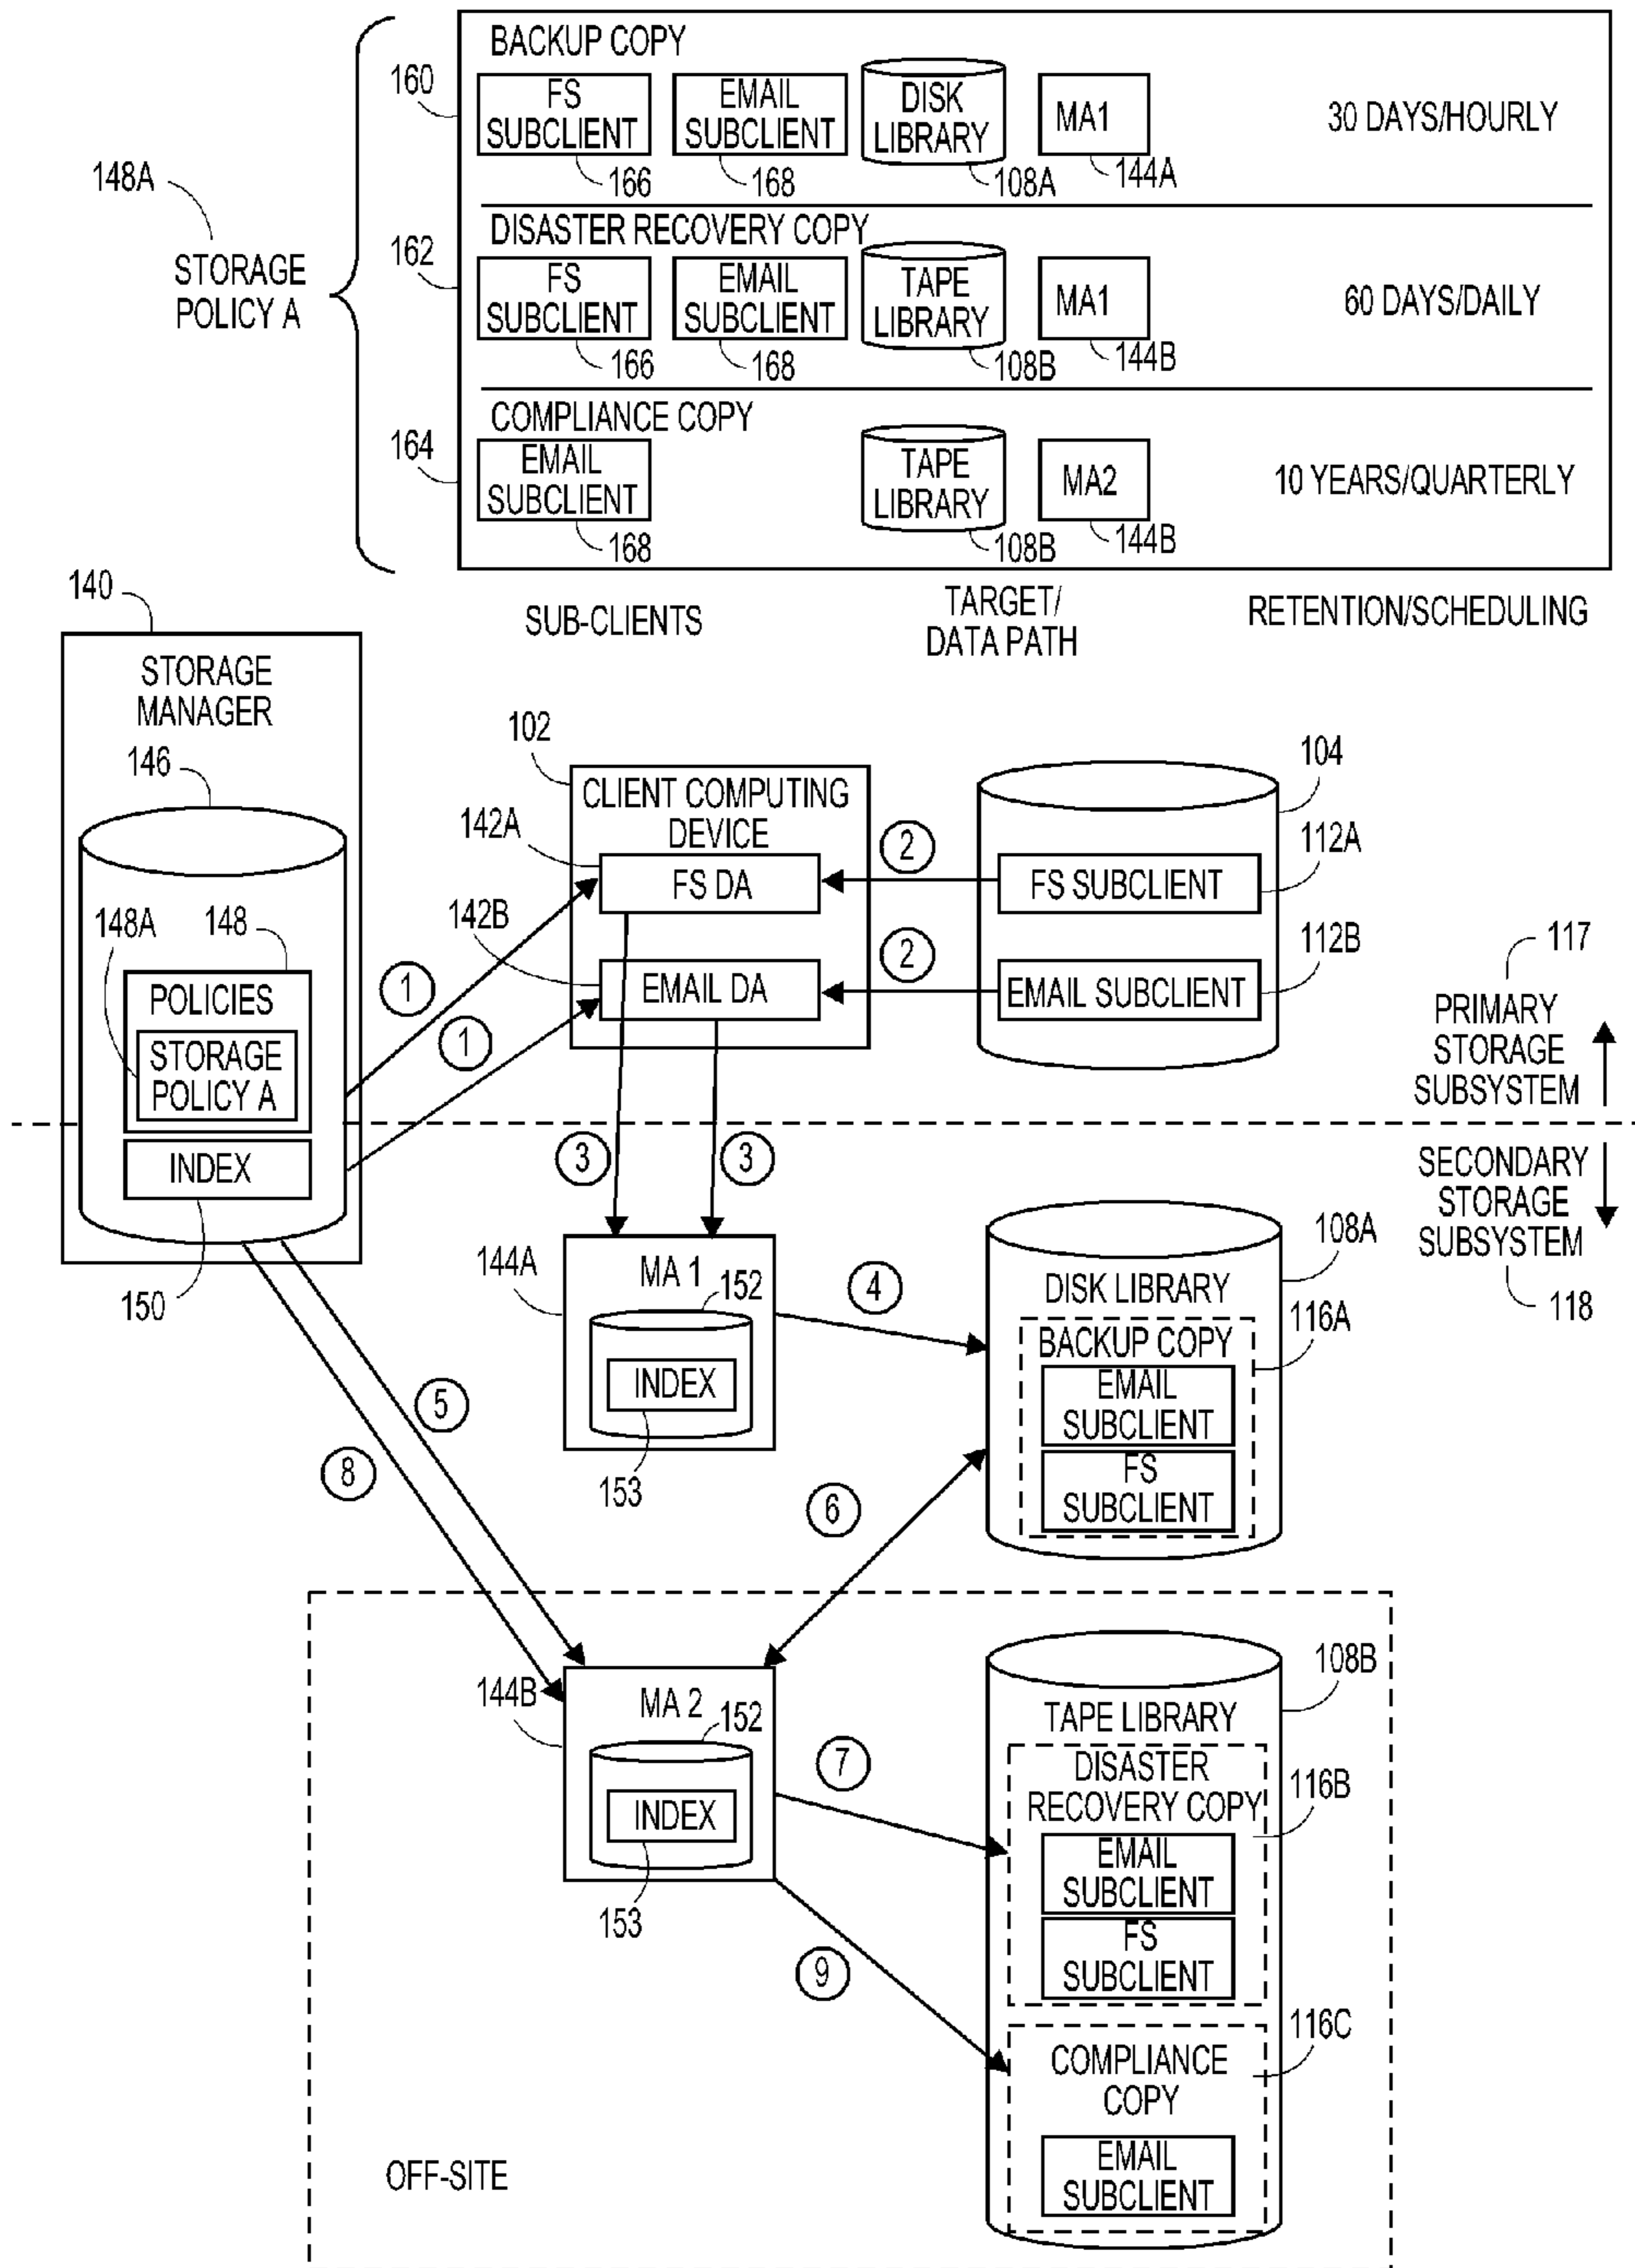 BACKUP COPY
160
FS
SUBCLIENT
166
EMAIL
SUBCLIENT
168
DISK
LIBRARY
108A
MA1
144A
30 DAYS/HOURLY
148A
STORAGE
POLICY A
DISASTER RECOVERY COPY
162
FS
SUBCLIENT
166
EMAIL
SUBCLIENT
168
TAPE
LIBRARY
108B
MA1
144B
60 DAYS/DAILY
COMPLIANCE COPY
164
EMAIL
SUBCLIENT
168
TAPE
LIBRARY
108B
MA2
144B
10 YEARS/QUARTERLY
SUB-CLIENTS
TARGET/
DATA PATH
RETENTION/SCHEDULING
140
STORAGE
MANAGER
146
148A
148
POLICIES
STORAGE
POLICY A
INDEX
150
102
CLIENT COMPUTING
DEVICE
142A
FS DA
142B
EMAIL DA
1
1
2
2
104
FS SUBCLIENT
112A
EMAIL SUBCLIENT
112B
117
PRIMARY
STORAGE
SUBSYSTEM
SECONDARY
STORAGE
SUBSYSTEM
118
3
3
144A
MA 1
152
INDEX
153
4
108A
DISK LIBRARY
BACKUP COPY
116A
EMAIL
SUBCLIENT
FS
SUBCLIENT
5
8
6
144B
MA 2
152
INDEX
153
7
9
108B
TAPE LIBRARY
DISASTER
RECOVERY COPY
116B
EMAIL
SUBCLIENT
FS
SUBCLIENT
116C
COMPLIANCE
COPY
EMAIL
SUBCLIENT
OFF-SITE